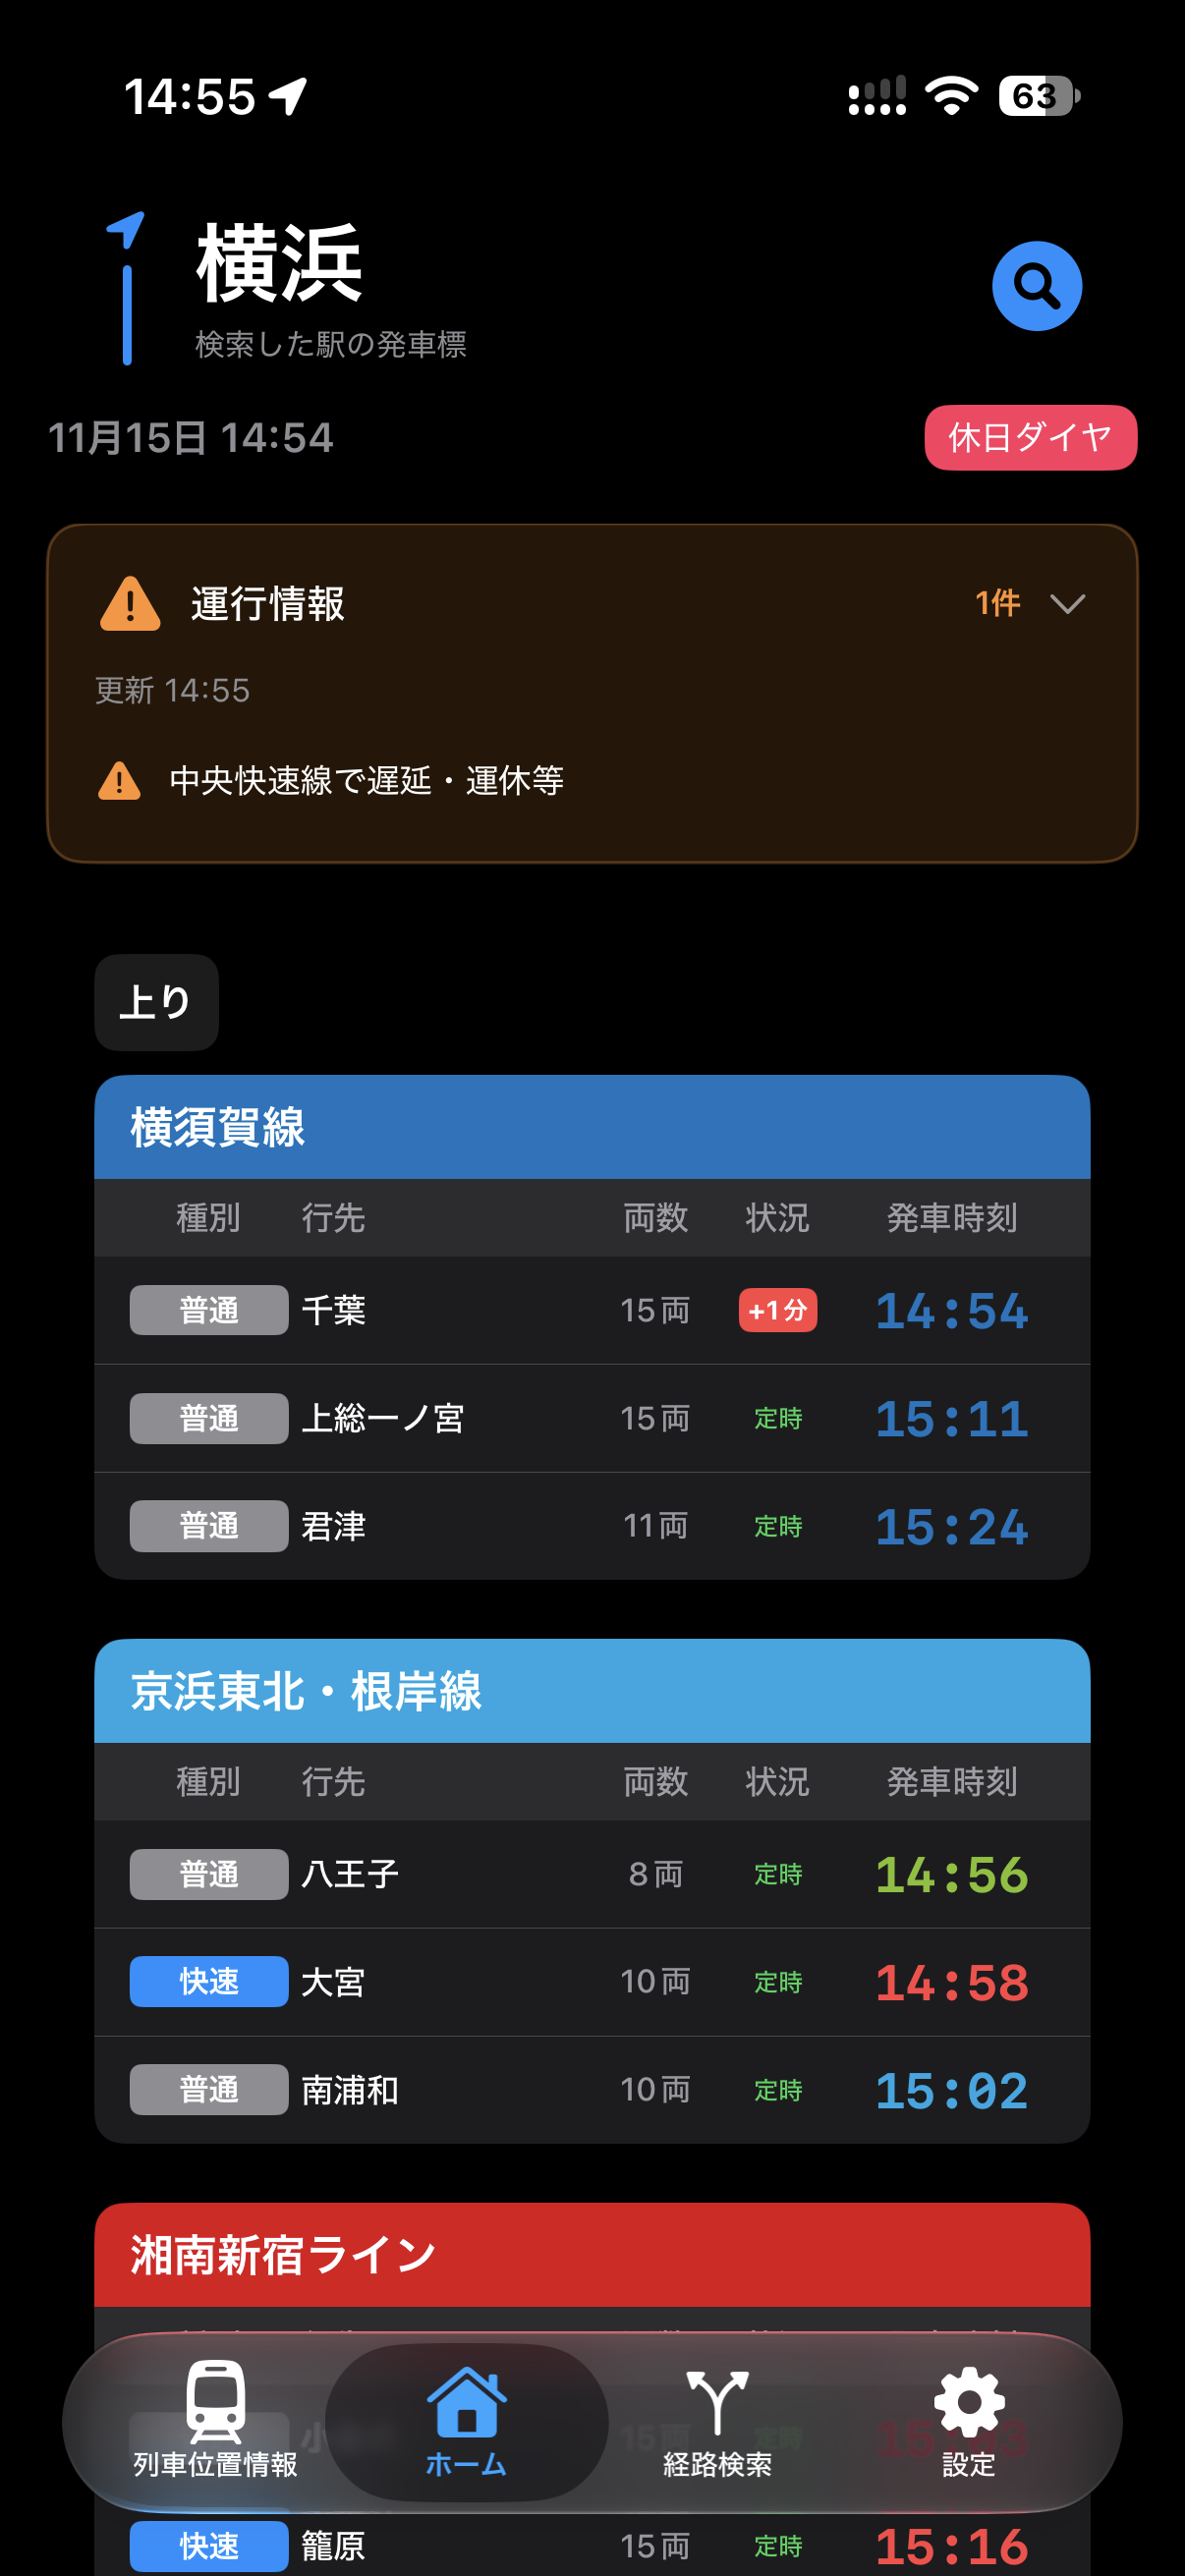 14:55
63
横浜
検索した駅の発車標
11月15日 14:54
休日ダイヤ
運行情報 1件
更新 14:55
中央快速線で遅延・運休等
上り
横須賀線
種別 行先 両数 状況 発車時刻
普通 千葉 15両 +1分 14:54
普通 上総一ノ宮 15両 定時 15:11
普通 君津 11両 定時 15:24
京浜東北・根岸線
種別 行先 両数 状況 発車時刻
普通 八王子 8両 定時 14:56
快速 大宮 10両 定時 14:58
普通 南浦和 10両 定時 15:02
湘南新宿ライン
15両 定時 15:03
列車位置情報 ホーム 経路検索 設定
快速 籠原 15両 定時 15:16